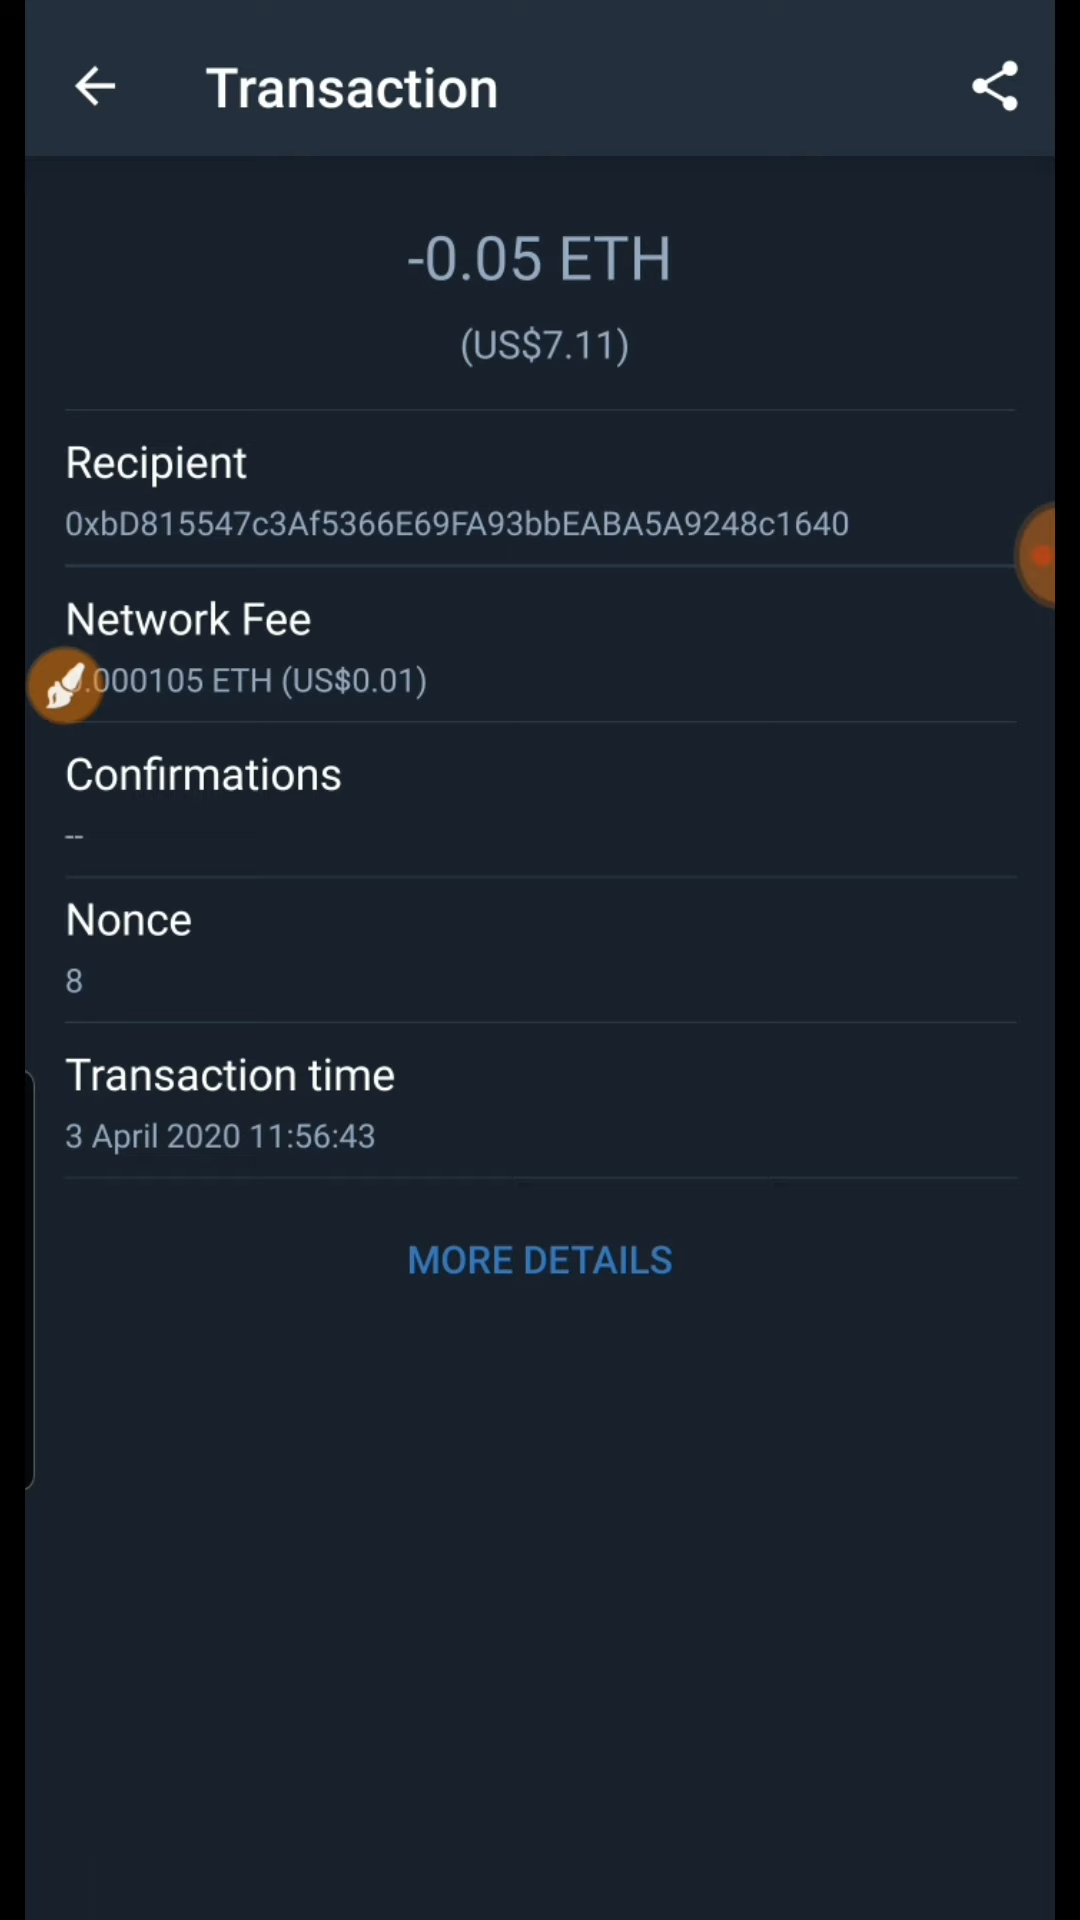 Transaction
-0.05 ETH
(US$7.11)
Recipient
0xbD815547c3Af5366E69FA93bbEABA5A9248c1640
Network Fee
.000105 ETH (US$0.01)
Confirmations
--
Nonce
8
Transaction time
3 April 2020 11:56:43
MORE DETAILS